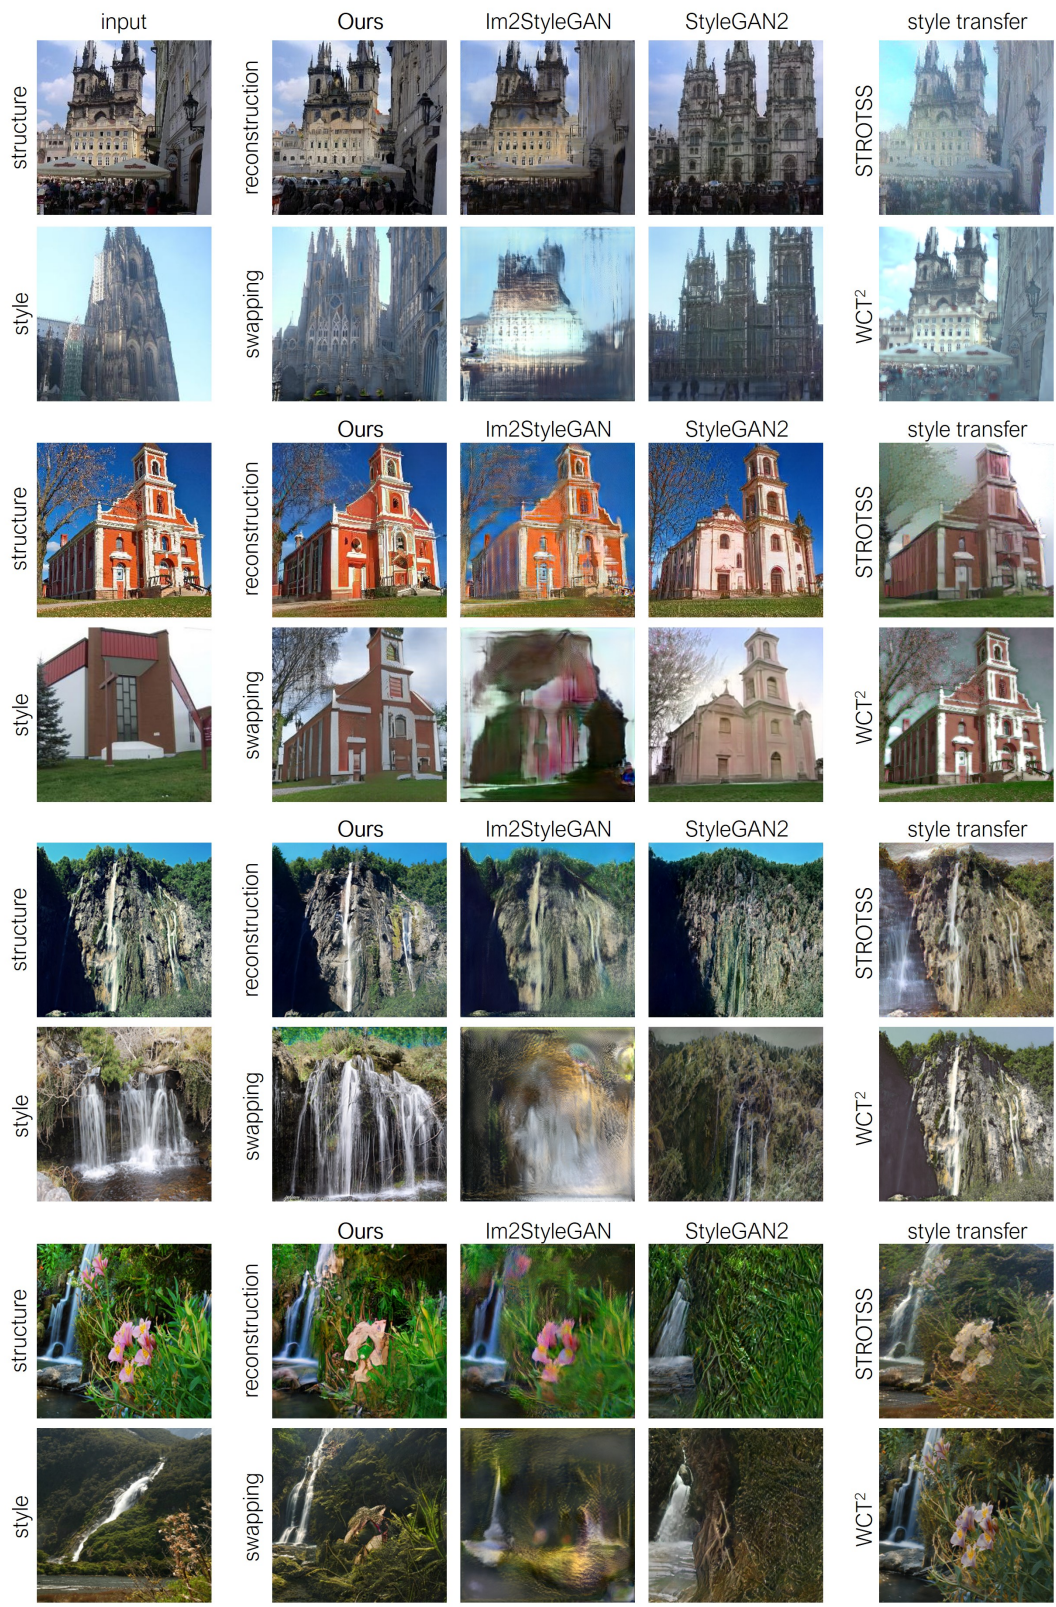 input Ours Im2StyleGAN StyleGAN2 style transfer
structure reconstruction STROTSS
style swapping WCT²
Ours Im2StyleGAN StyleGAN2 style transfer
structure reconstruction STROTSS
style swapping WCT²
Ours Im2StyleGAN StyleGAN2 style transfer
structure reconstruction STROTSS
style swapping WCT²
Ours Im2StyleGAN StyleGAN2 style transfer
structure reconstruction STROTSS
style swapping WCT²